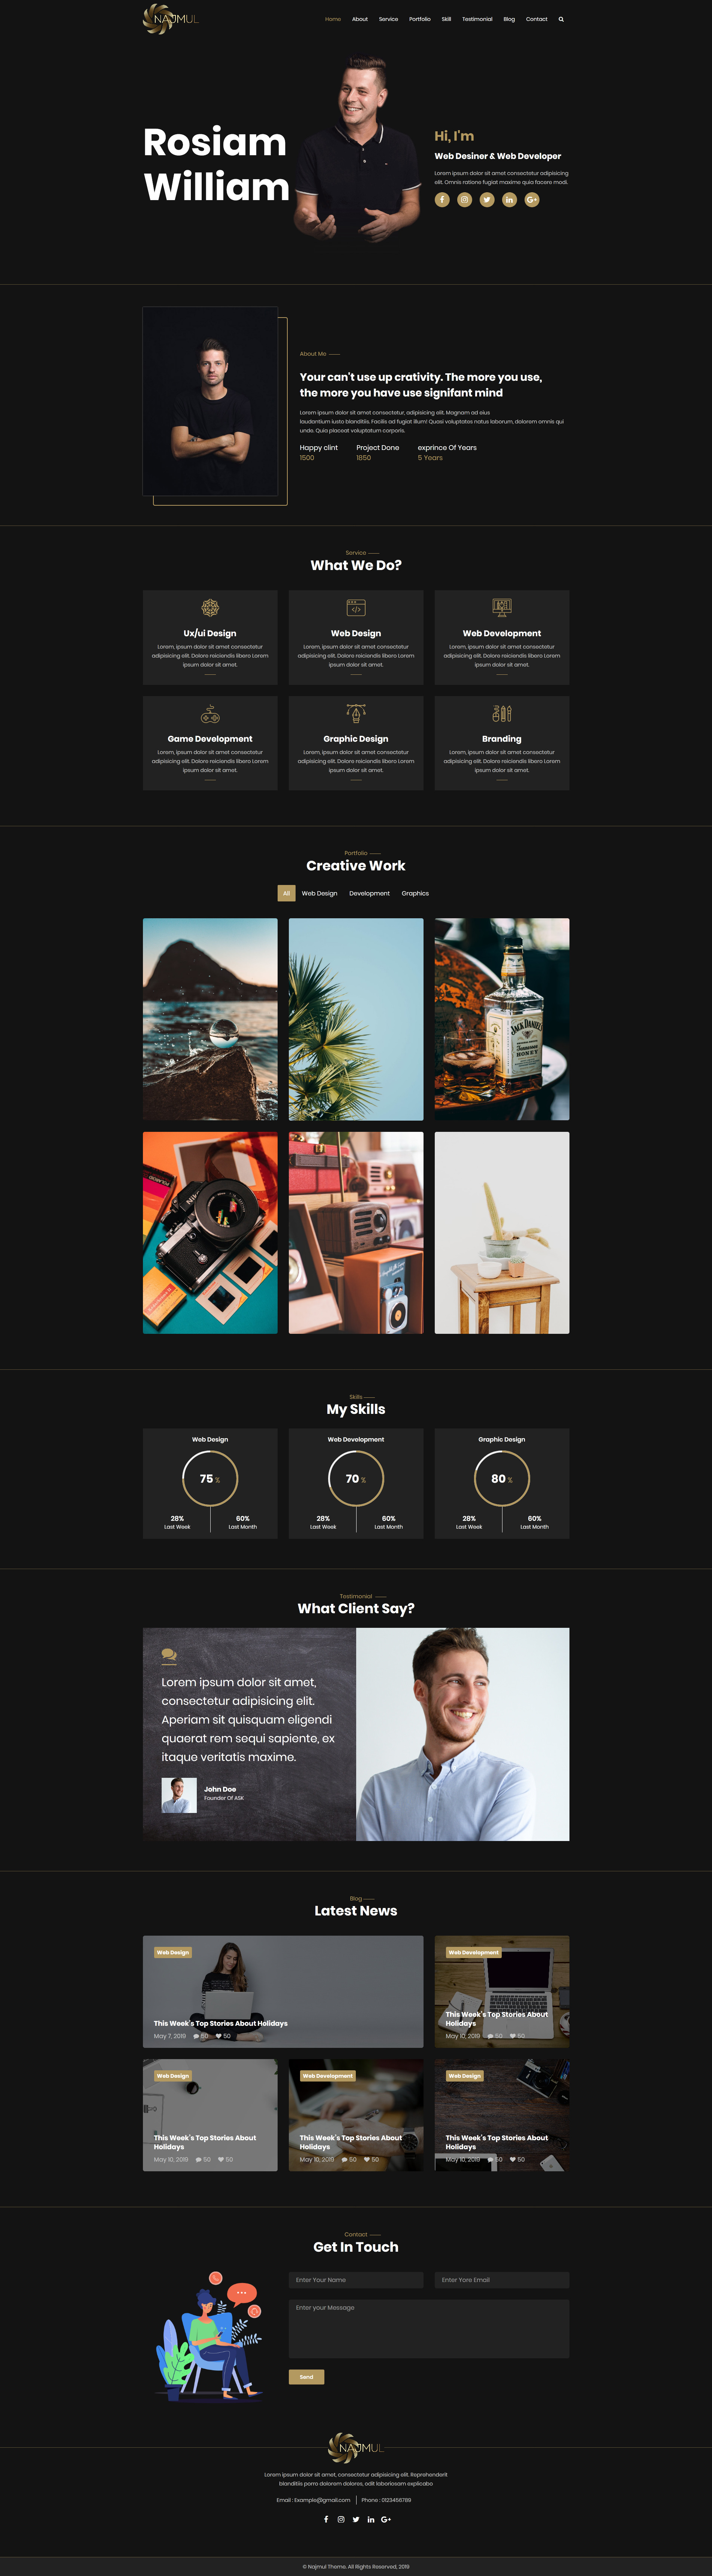 NAJMUL
Home About Service Portfolio Skill Testimonial Blog Contact
Rosiam
William
Hi, I'm
Web Desiner & Web Developer
Lorem ipsum dolor sit amet consectetur adipisicing
elit. Omnis ratione fugiat maxime quia facere modi.
About Me
Your can't use up crativity. The more you use,
the more you have use signifant mind
Lorem ipsum dolor sit amet consectetur, adipisicing elit. Magnam ad eius
laudantium iusto blanditiis. Facilis ad fugiat illum! Quasi voluptates natus laborum, dolorem omnis qui
unde. Quia placeat voluptatum corporis.
Happy clint Project Done exprince Of Years
1500 1850 5 Years
Service
What We Do?
Ux/ui Design
Lorem, ipsum dolor sit amet consectetur
adipisicing elit. Dolore reiciendis libero Lorem
ipsum dolor sit amet.
Web Design
Lorem, ipsum dolor sit amet consectetur
adipisicing elit. Dolore reiciendis libero Lorem
ipsum dolor sit amet.
Web Development
Lorem, ipsum dolor sit amet consectetur
adipisicing elit. Dolore reiciendis libero Lorem
ipsum dolor sit amet.
Game Development
Lorem, ipsum dolor sit amet consectetur
adipisicing elit. Dolore reiciendis libero Lorem
ipsum dolor sit amet.
Graphic Design
Lorem, ipsum dolor sit amet consectetur
adipisicing elit. Dolore reiciendis libero Lorem
ipsum dolor sit amet.
Branding
Lorem, ipsum dolor sit amet consectetur
adipisicing elit. Dolore reiciendis libero Lorem
ipsum dolor sit amet.
Portfolio
Creative Work
All Web Design Development Graphics
JACK DANIEL'S
Tennessee
HONEY
POLAROID
Skills
My Skills
Web Design
75 %
28% 60%
Last Week Last Month
Web Development
70 %
28% 60%
Last Week Last Month
Graphic Design
80 %
28% 60%
Last Week Last Month
Testimonial
What Client Say?
Lorem ipsum dolor sit amet,
consectetur adipisicing elit.
Aperiam sit quisquam eligendi
quaerat rem sequi sapiente, ex
itaque veritatis maxime.
John Doe
Founder Of ASK
Blog
Latest News
Web Design
This Week's Top Stories About Holidays
May 7, 2019 50 50
Web Development
This Week's Top Stories About
Holidays
May 10, 2019 50 50
Web Design
This Week's Top Stories About
Holidays
May 10, 2019 50 50
Web Development
This Week's Top Stories About
Holidays
May 10, 2019 50 50
Web Design
This Week's Top Stories About
Holidays
May 10, 2019 50 50
Contact
Get In Touch
Enter Your Name
Enter Yore Email
Enter your Message
Send
NAJMUL
Lorem ipsum dolor sit amet, consectetur adipisicing elit. Reprehenderit
blanditiis porro dolorem dolores, odit laboriosam explicabo
Email : Example@gmail.com Phone : 0123456789
© Najmul Theme. All Rights Reserved, 2019